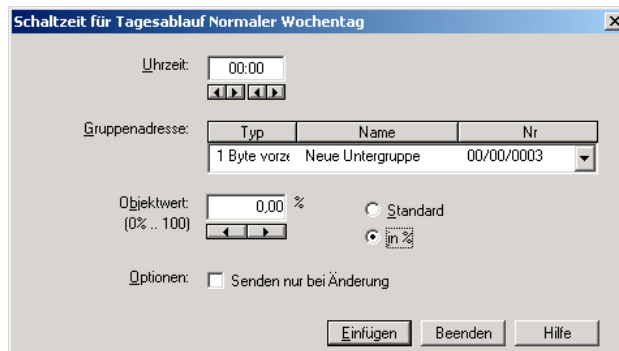 Schaltzeit für Tagesablauf Normaler Wochentag
Uhrzeit: 00:00
Gruppenadresse: Typ Name Nr
1 Byte vorze Neue Untergruppe 00/00/0003
Objektwert: 0,00 % Standard
(0% .. 100) in %
Optionen: Senden nur bei Änderung
Einfügen Beenden Hilfe